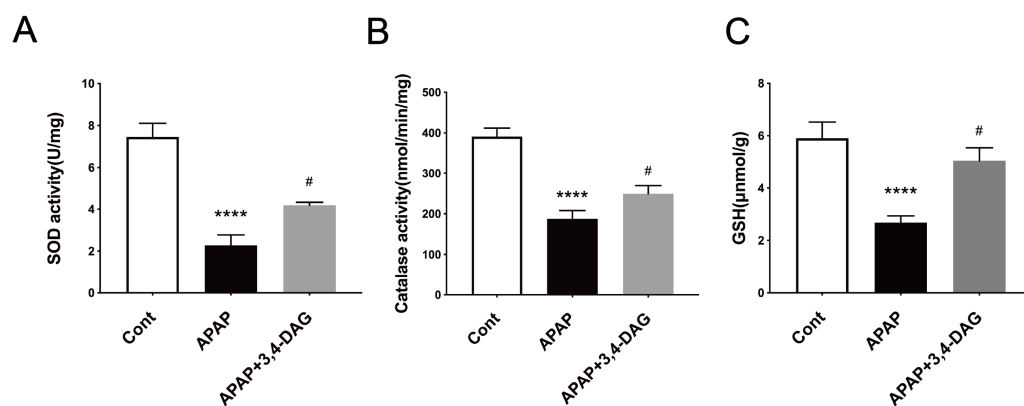 A
SOD activity(U/mg)
10
8
6
4
2
0
****
#
Cont
APAP
APAP+3,4-DAG
B
Catalase activity(nmol/min/mg)
500
400
300
200
100
0
****
#
Cont
APAP
APAP+3,4-DAG
C
GSH(μnmol/g)
8
6
4
2
0
****
#
Cont
APAP
APAP+3,4-DAG